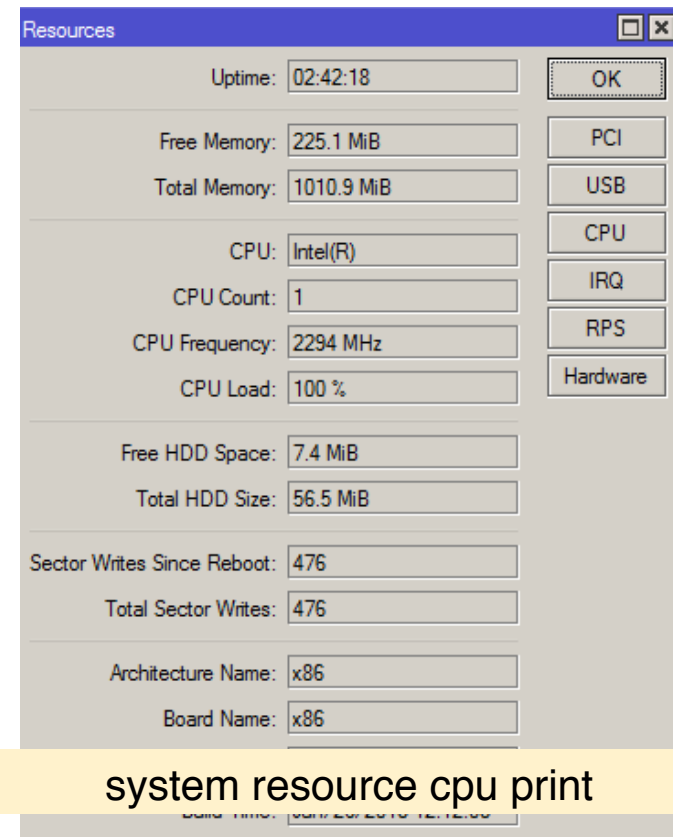 Resources
Uptime: 02:42:18
OK
Free Memory: 225.1 MiB
PCI
Total Memory: 1010.9 MiB
USB
CPU: Intel(R)
CPU
CPU Count: 1
IRQ
CPU Frequency: 2294 MHz
RPS
CPU Load: 100 %
Hardware
Free HDD Space: 7.4 MiB
Total HDD Size: 56.5 MiB
Sector Writes Since Reboot: 476
Total Sector Writes: 476
Architecture Name: x86
Board Name: x86
system resource cpu print